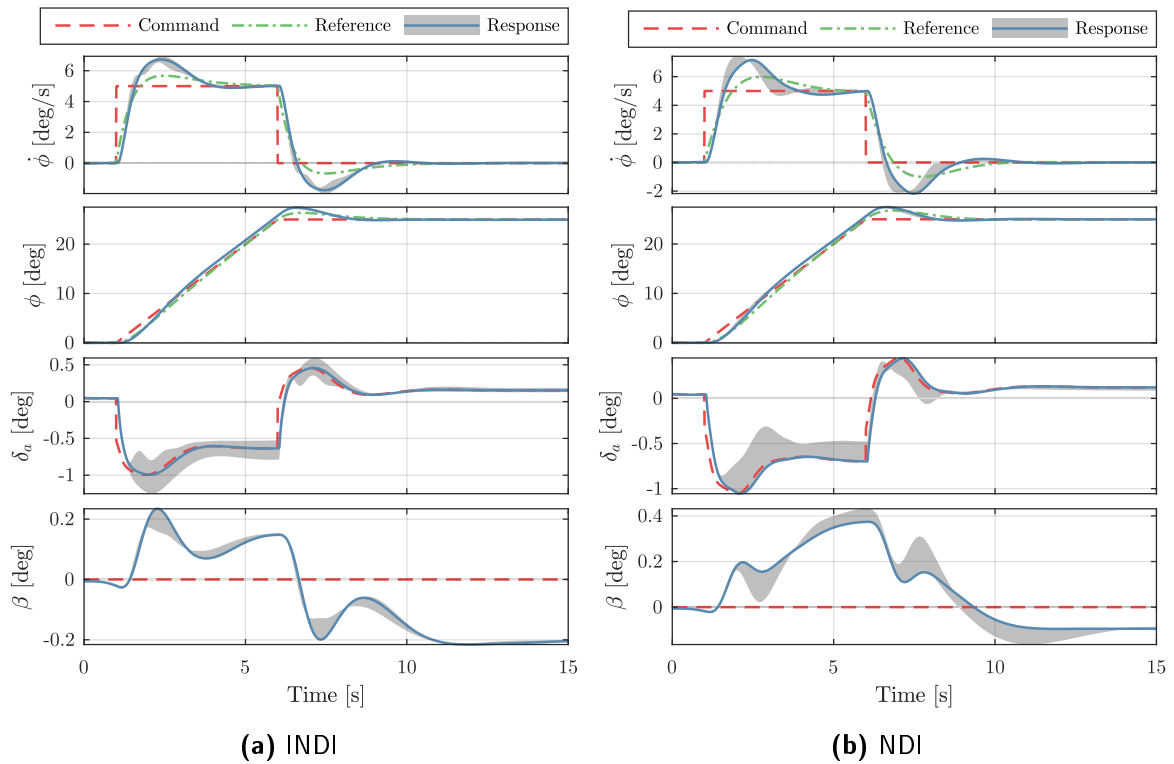 Command Reference Response
6
4
2
0
ϕ̇ [deg/s]
20
10
0
ϕ [deg]
0.5
0
-0.5
-1
δₐ [deg]
0.2
0
-0.2
β [deg]
0 5 10 15
Time [s]
(a) INDI
Command Reference Response
6
4
2
0
-2
ϕ̇ [deg/s]
20
10
0
ϕ [deg]
0
-0.5
-1
δₐ [deg]
0.4
0.2
0
β [deg]
0 5 10 15
Time [s]
(b) NDI